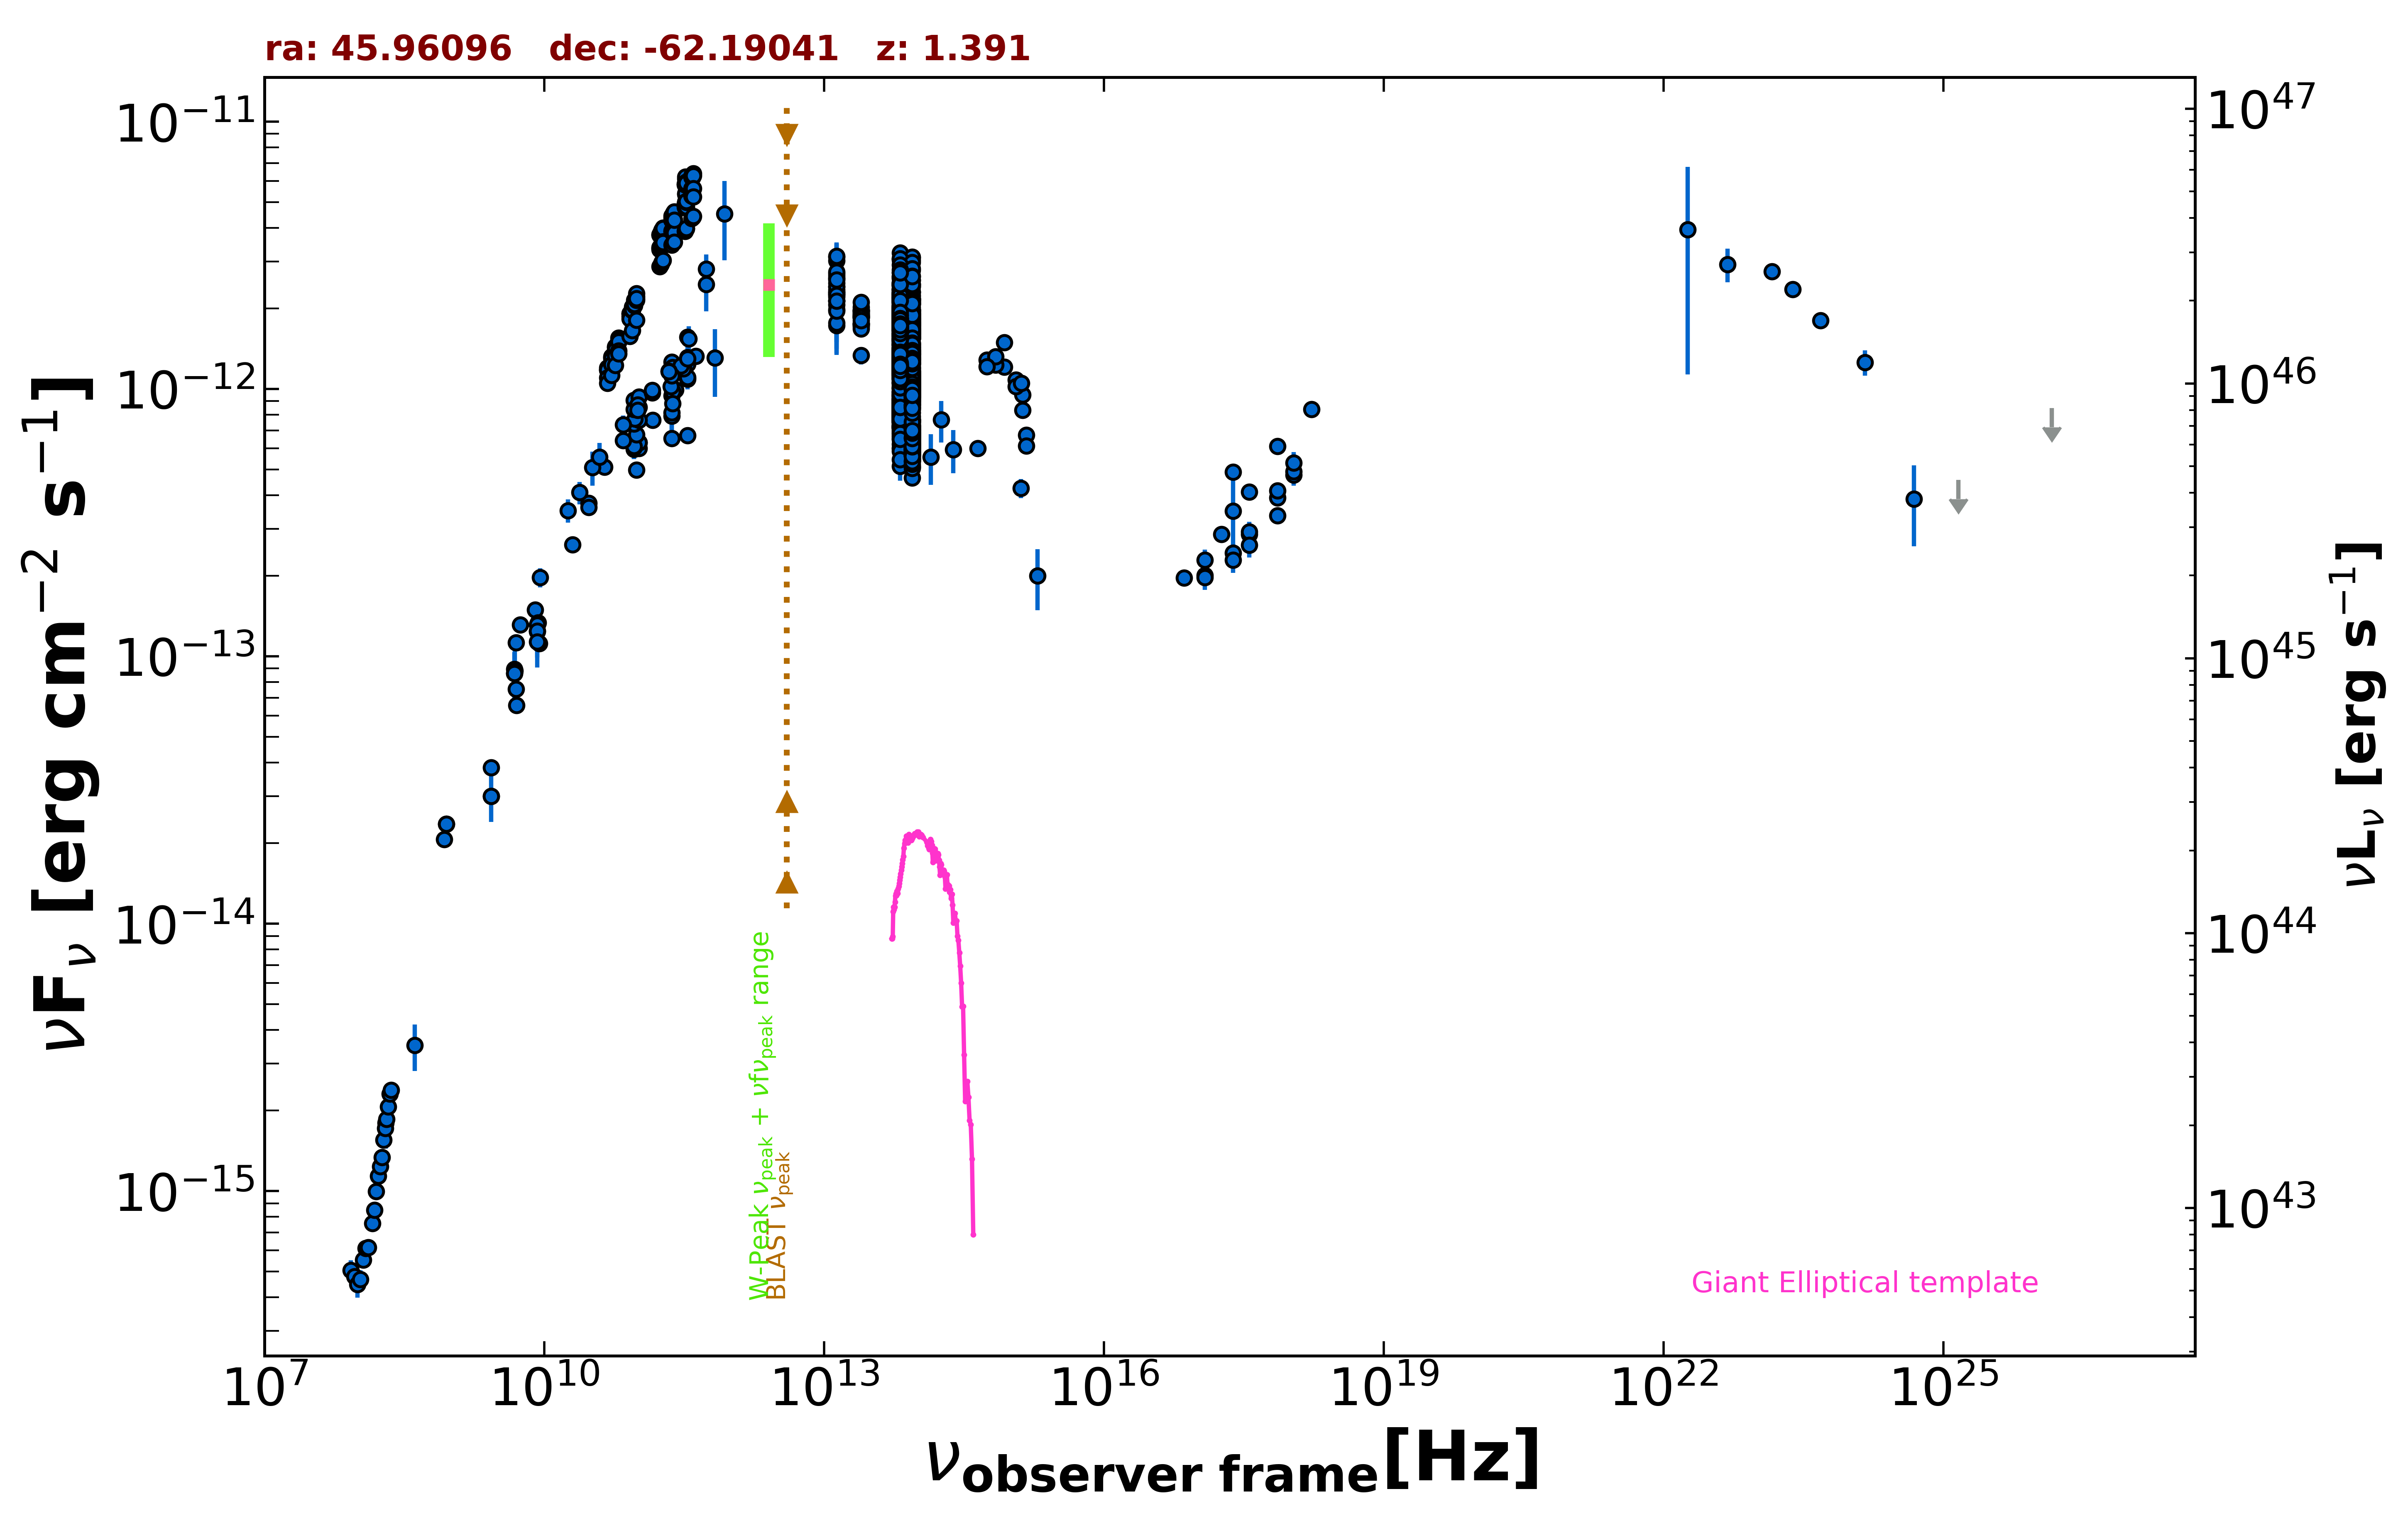 ra: 45.96096   dec: -62.19041   z: 1.391
10⁻¹¹
10⁻¹²
10⁻¹³
10⁻¹⁴
10⁻¹⁵
νFᵥ [erg cm⁻² s⁻¹]
10⁴⁷
10⁴⁶
10⁴⁵
10⁴⁴
10⁴³
νLᵥ [erg s⁻¹]
W-Peak ν_peak + νfν_peak range
BLAST ν_peak
Giant Elliptical template
10⁷ 10¹⁰ 10¹³ 10¹⁶ 10¹⁹ 10²² 10²⁵
ν_observer frame [Hz]